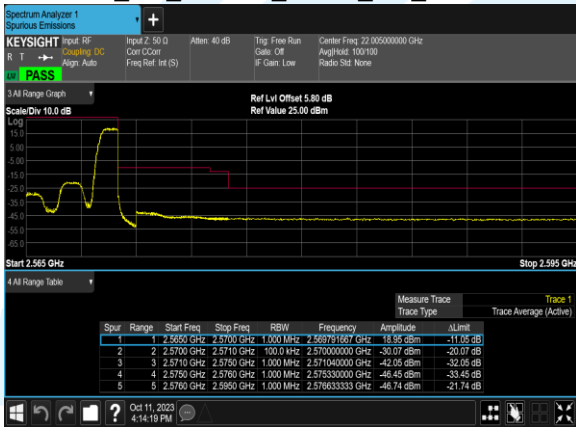 Spectrum Analyzer 1
Spurious Emissions
KEYSIGHT Input: RF Input Z: 50 Ω Atten: 40 dB Trig: Free Run Center Freq: 22.005000000 GHz
R T Coupling: DC Corr CCorr Gate: Off Avg|Hold: 100/100
Align: Auto Freq Ref: Int (S) IF Gain: Low Radio Std: None
PASS
3 All Range Graph
Scale/Div 10.0 dB Ref Lvl Offset 5.80 dB
Ref Value 25.00 dBm
Log
15.0
5.00
-5.00
-15.0
-25.0
-35.0
-45.0
-55.0
-65.0
Start 2.565 GHz Stop 2.595 GHz
4 All Range Table
Measure Trace Trace 1
Trace Type Trace Average (Active)
Spur Range Start Freq Stop Freq RBW Frequency Amplitude ΔLimit
1 1 2.5650 GHz 2.5700 GHz 1.000 MHz 2.569791667 GHz 18.95 dBm -11.05 dB
2 2 2.5700 GHz 2.5710 GHz 100.0 kHz 2.570000000 GHz -30.07 dBm -20.07 dB
3 3 2.5710 GHz 2.5750 GHz 1.000 MHz 2.571040000 GHz -42.05 dBm -32.05 dB
4 4 2.5750 GHz 2.5760 GHz 1.000 MHz 2.575330000 GHz -46.45 dBm -33.45 dB
5 5 2.5760 GHz 2.5950 GHz 1.000 MHz 2.576633333 GHz -46.74 dBm -21.74 dB
? Oct 11, 2023
4:14:19 PM